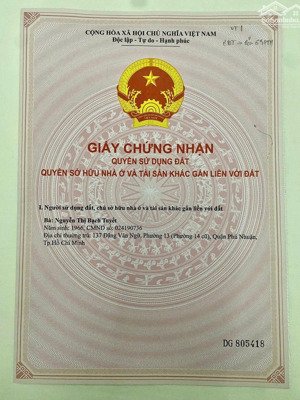 CỘNG HÒA XÃ HỘI CHỦ NGHĨA VIỆT NAM
Độc lập - Tự do - Hạnh phúc
GIẤY CHỨNG NHẬN
QUYỀN SỬ DỤNG ĐẤT
QUYỀN SỞ HỮU NHÀ Ở VÀ TÀI SẢN KHÁC GẮN LIỀN VỚI ĐẤT
I. Người sử dụng đất, chủ sở hữu nhà ở và tài sản khác gắn liền với đất
Bà: Nguyễn Thị Bạch Tuyết
Năm sinh: 1966, CMND số: 024190736
Địa chỉ thường trú: 137 Đặng Văn Ngữ, Phường 13 (Phường 14 cũ), Quận Phú Nhuận,
Tp.Hồ Chí Minh
DG 805418